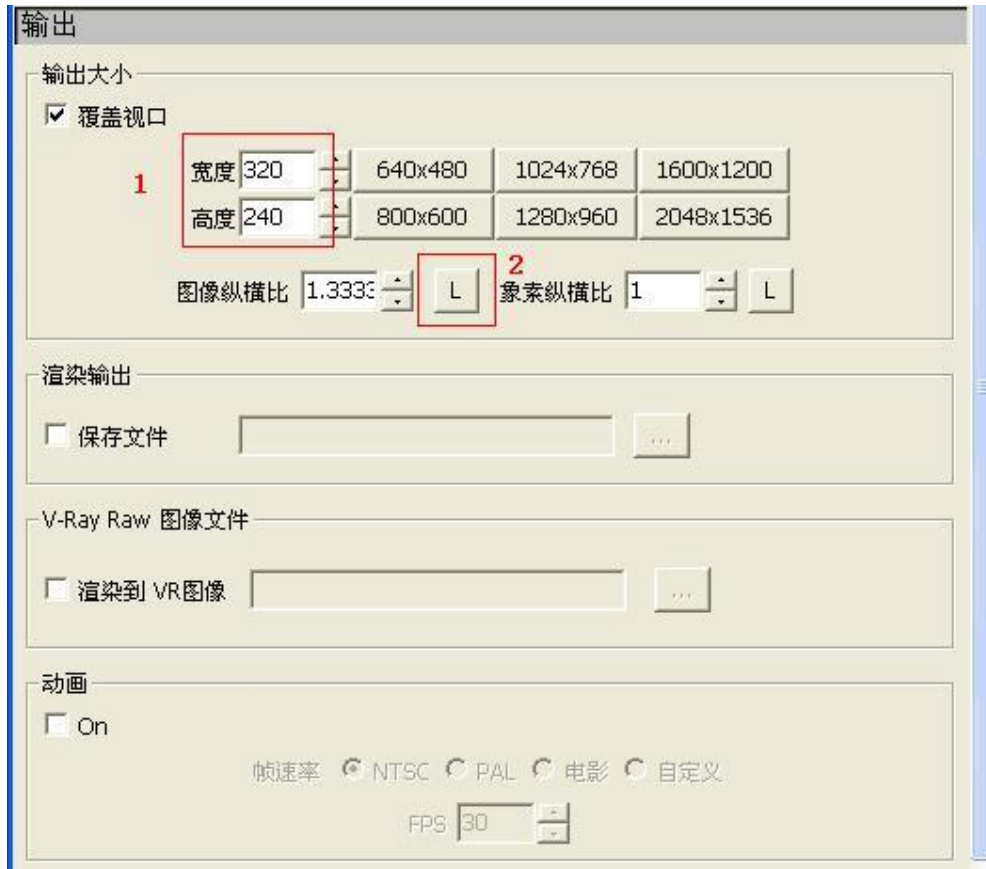 输出
输出大小
覆盖视口
1
宽度 320 640x480 1024x768 1600x1200
高度 240 800x600 1280x960 2048x1536
2
图像纵横比 1.333 L 象素纵横比 1 L
渲染输出
保存文件 ...
V-Ray Raw 图像文件
渲染到 VR图像 ...
动画
On
帧速率 NTSC PAL 电影 自定义
FPS 30